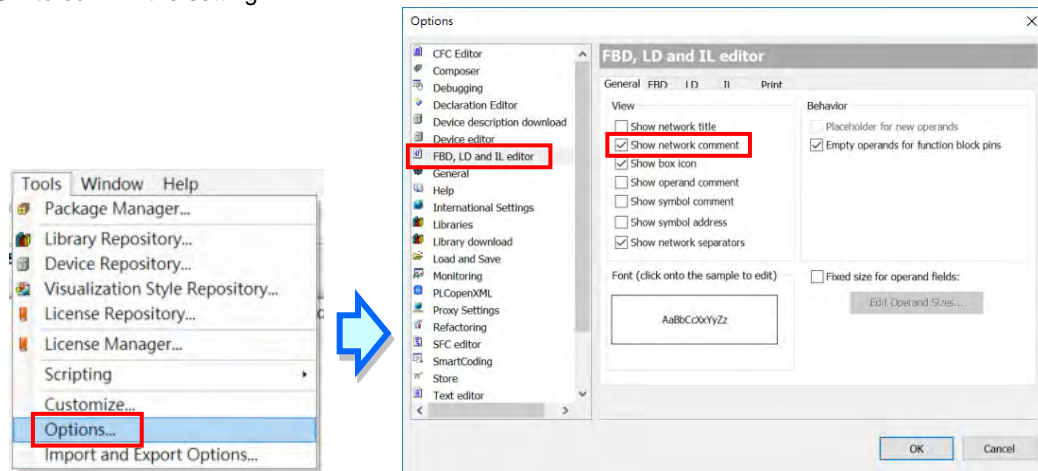 Options
CFC Editor
Composer
Debugging
Declaration Editor
Device description download
Device editor
FBD, LD and IL editor
General
Help
International Settings
Libraries
Library download
Load and Save
Monitoring
PLCopenXML
Proxy Settings
Refactoring
SFC editor
SmartCoding
Store
Text editor
FBD, LD and IL editor
General FBD LD IL Print
View
Show network title
Show network comment
Show box icon
Show operand comment
Show symbol comment
Show symbol address
Show network separators
Behavior
Placeholder for new operands
Empty operands for function block pins
Font (click onto the sample to edit)
AaBbCcXxYyZz
Fixed size for operand fields:
Edit Operand Sizes...
OK Cancel
Tools Window Help
Package Manager...
Library Repository...
Device Repository...
Visualization Style Repository...
License Repository...
License Manager...
Scripting
Customize...
Options...
Import and Export Options...